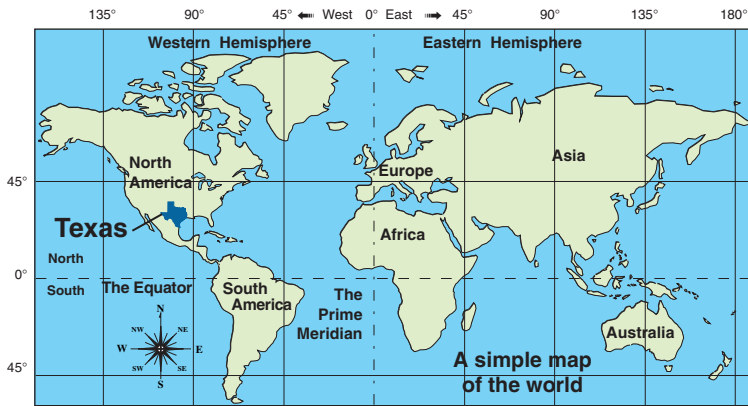 135° 90° 45° West 0° East 45° 90° 135° 180°
Western Hemisphere Eastern Hemisphere
North
America
Europe
Asia
45°
Texas
Africa
North
0°
South
The Equator
South
America
The
Prime
Meridian
N
NW NE
W E
SW SE
S
Australia
45°
A simple map
of the world